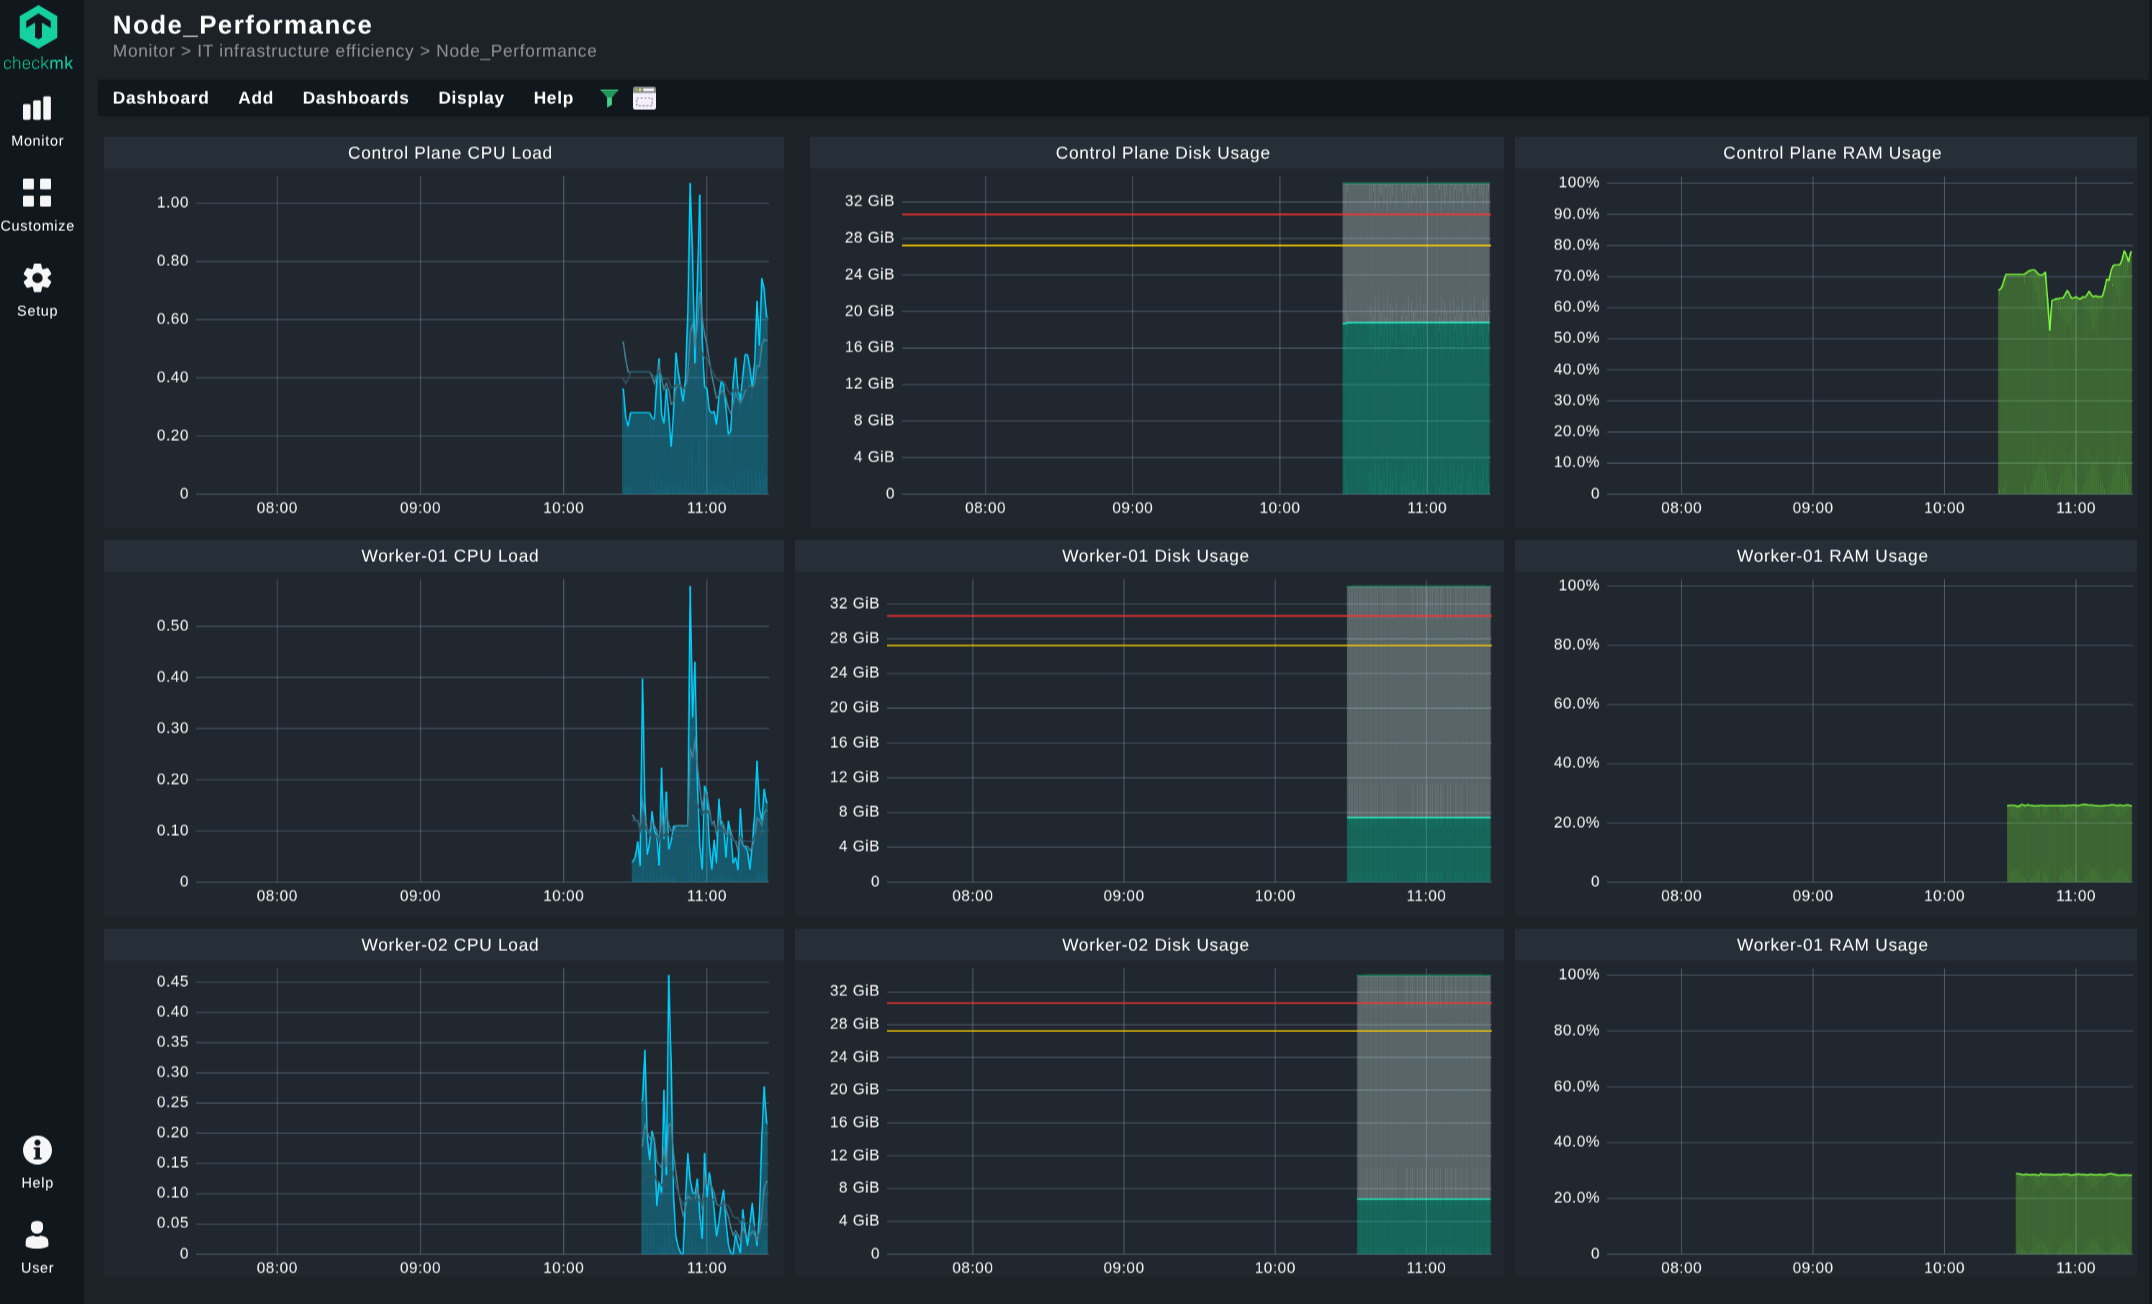 checkmk
Monitor
Customize
Setup
Help
User
Node_Performance
Monitor > IT infrastructure efficiency > Node_Performance
Dashboard Add Dashboards Display Help
Control Plane CPU Load
1.00
0.80
0.60
0.40
0.20
0
08:00 09:00 10:00 11:00
Control Plane Disk Usage
32 GiB
28 GiB
24 GiB
20 GiB
16 GiB
12 GiB
8 GiB
4 GiB
0
08:00 09:00 10:00 11:00
Control Plane RAM Usage
100%
90.0%
80.0%
70.0%
60.0%
50.0%
40.0%
30.0%
20.0%
10.0%
0
08:00 09:00 10:00 11:00
Worker-01 CPU Load
0.50
0.40
0.30
0.20
0.10
0
08:00 09:00 10:00 11:00
Worker-01 Disk Usage
32 GiB
28 GiB
24 GiB
20 GiB
16 GiB
12 GiB
8 GiB
4 GiB
0
08:00 09:00 10:00 11:00
Worker-01 RAM Usage
100%
80.0%
60.0%
40.0%
20.0%
0
08:00 09:00 10:00 11:00
Worker-02 CPU Load
0.45
0.40
0.35
0.30
0.25
0.20
0.15
0.10
0.05
0
08:00 09:00 10:00 11:00
Worker-02 Disk Usage
32 GiB
28 GiB
24 GiB
20 GiB
16 GiB
12 GiB
8 GiB
4 GiB
0
08:00 09:00 10:00 11:00
Worker-01 RAM Usage
100%
80.0%
60.0%
40.0%
20.0%
0
08:00 09:00 10:00 11:00